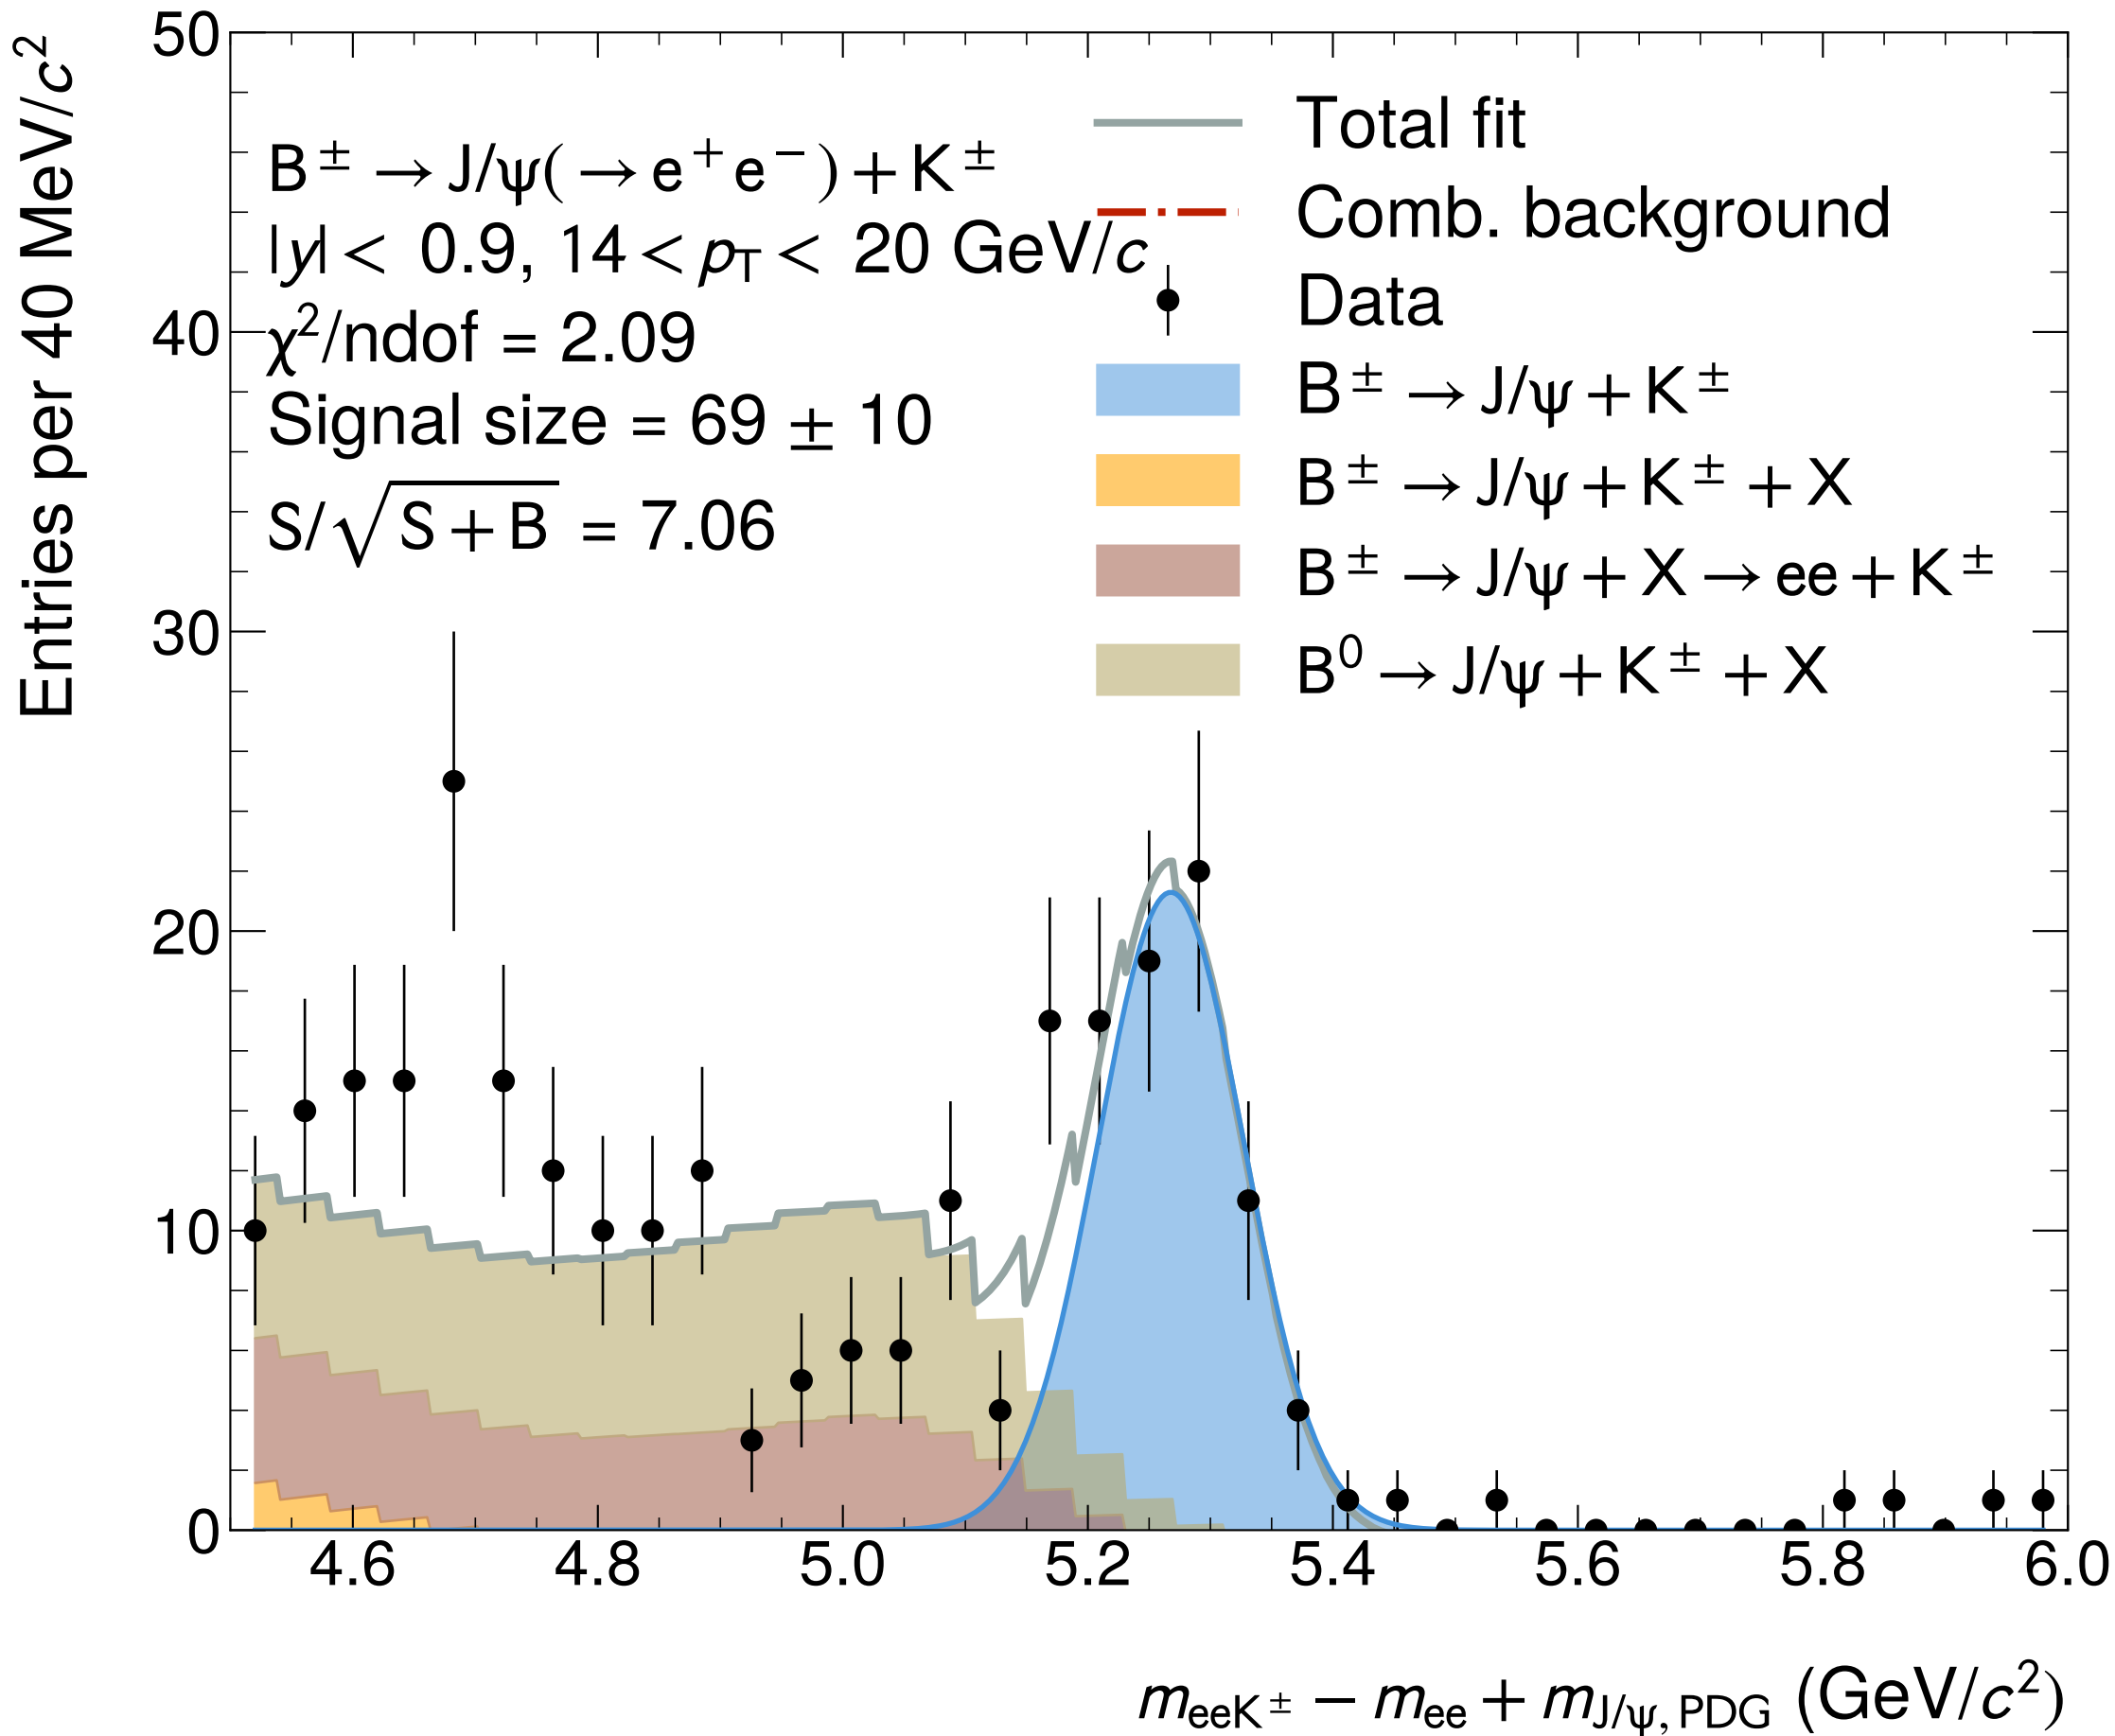 Entries per 40 MeV/c²
50
40
30
20
10
0
B± → J/ψ(→ e⁺e⁻) + K±
|y| < 0.9, 14 < pT < 20 GeV/c
χ²/ndof = 2.09
Signal size = 69 ± 10
S/√(S + B) = 7.06
Total fit
Comb. background
Data
B± → J/ψ + K±
B± → J/ψ + K± + X
B± → J/ψ + X → ee + K±
B⁰ → J/ψ + K± + X
4.6 4.8 5.0 5.2 5.4 5.6 5.8 6.0
m_eeK± − m_ee + m_J/ψ, PDG (GeV/c²)